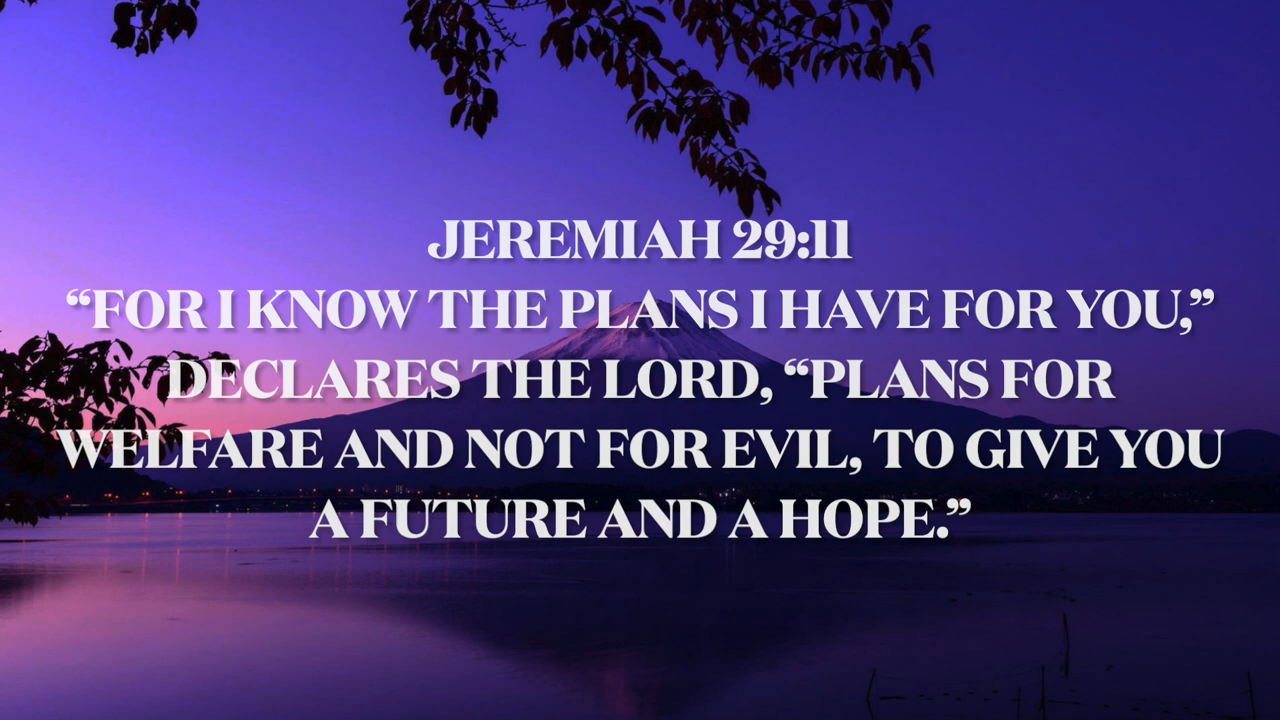 JEREMIAH 29:11
“FOR I KNOW THE PLANS I HAVE FOR YOU,”
DECLARES THE LORD, “PLANS FOR
WELFARE AND NOT FOR EVIL, TO GIVE YOU
A FUTURE AND A HOPE.”